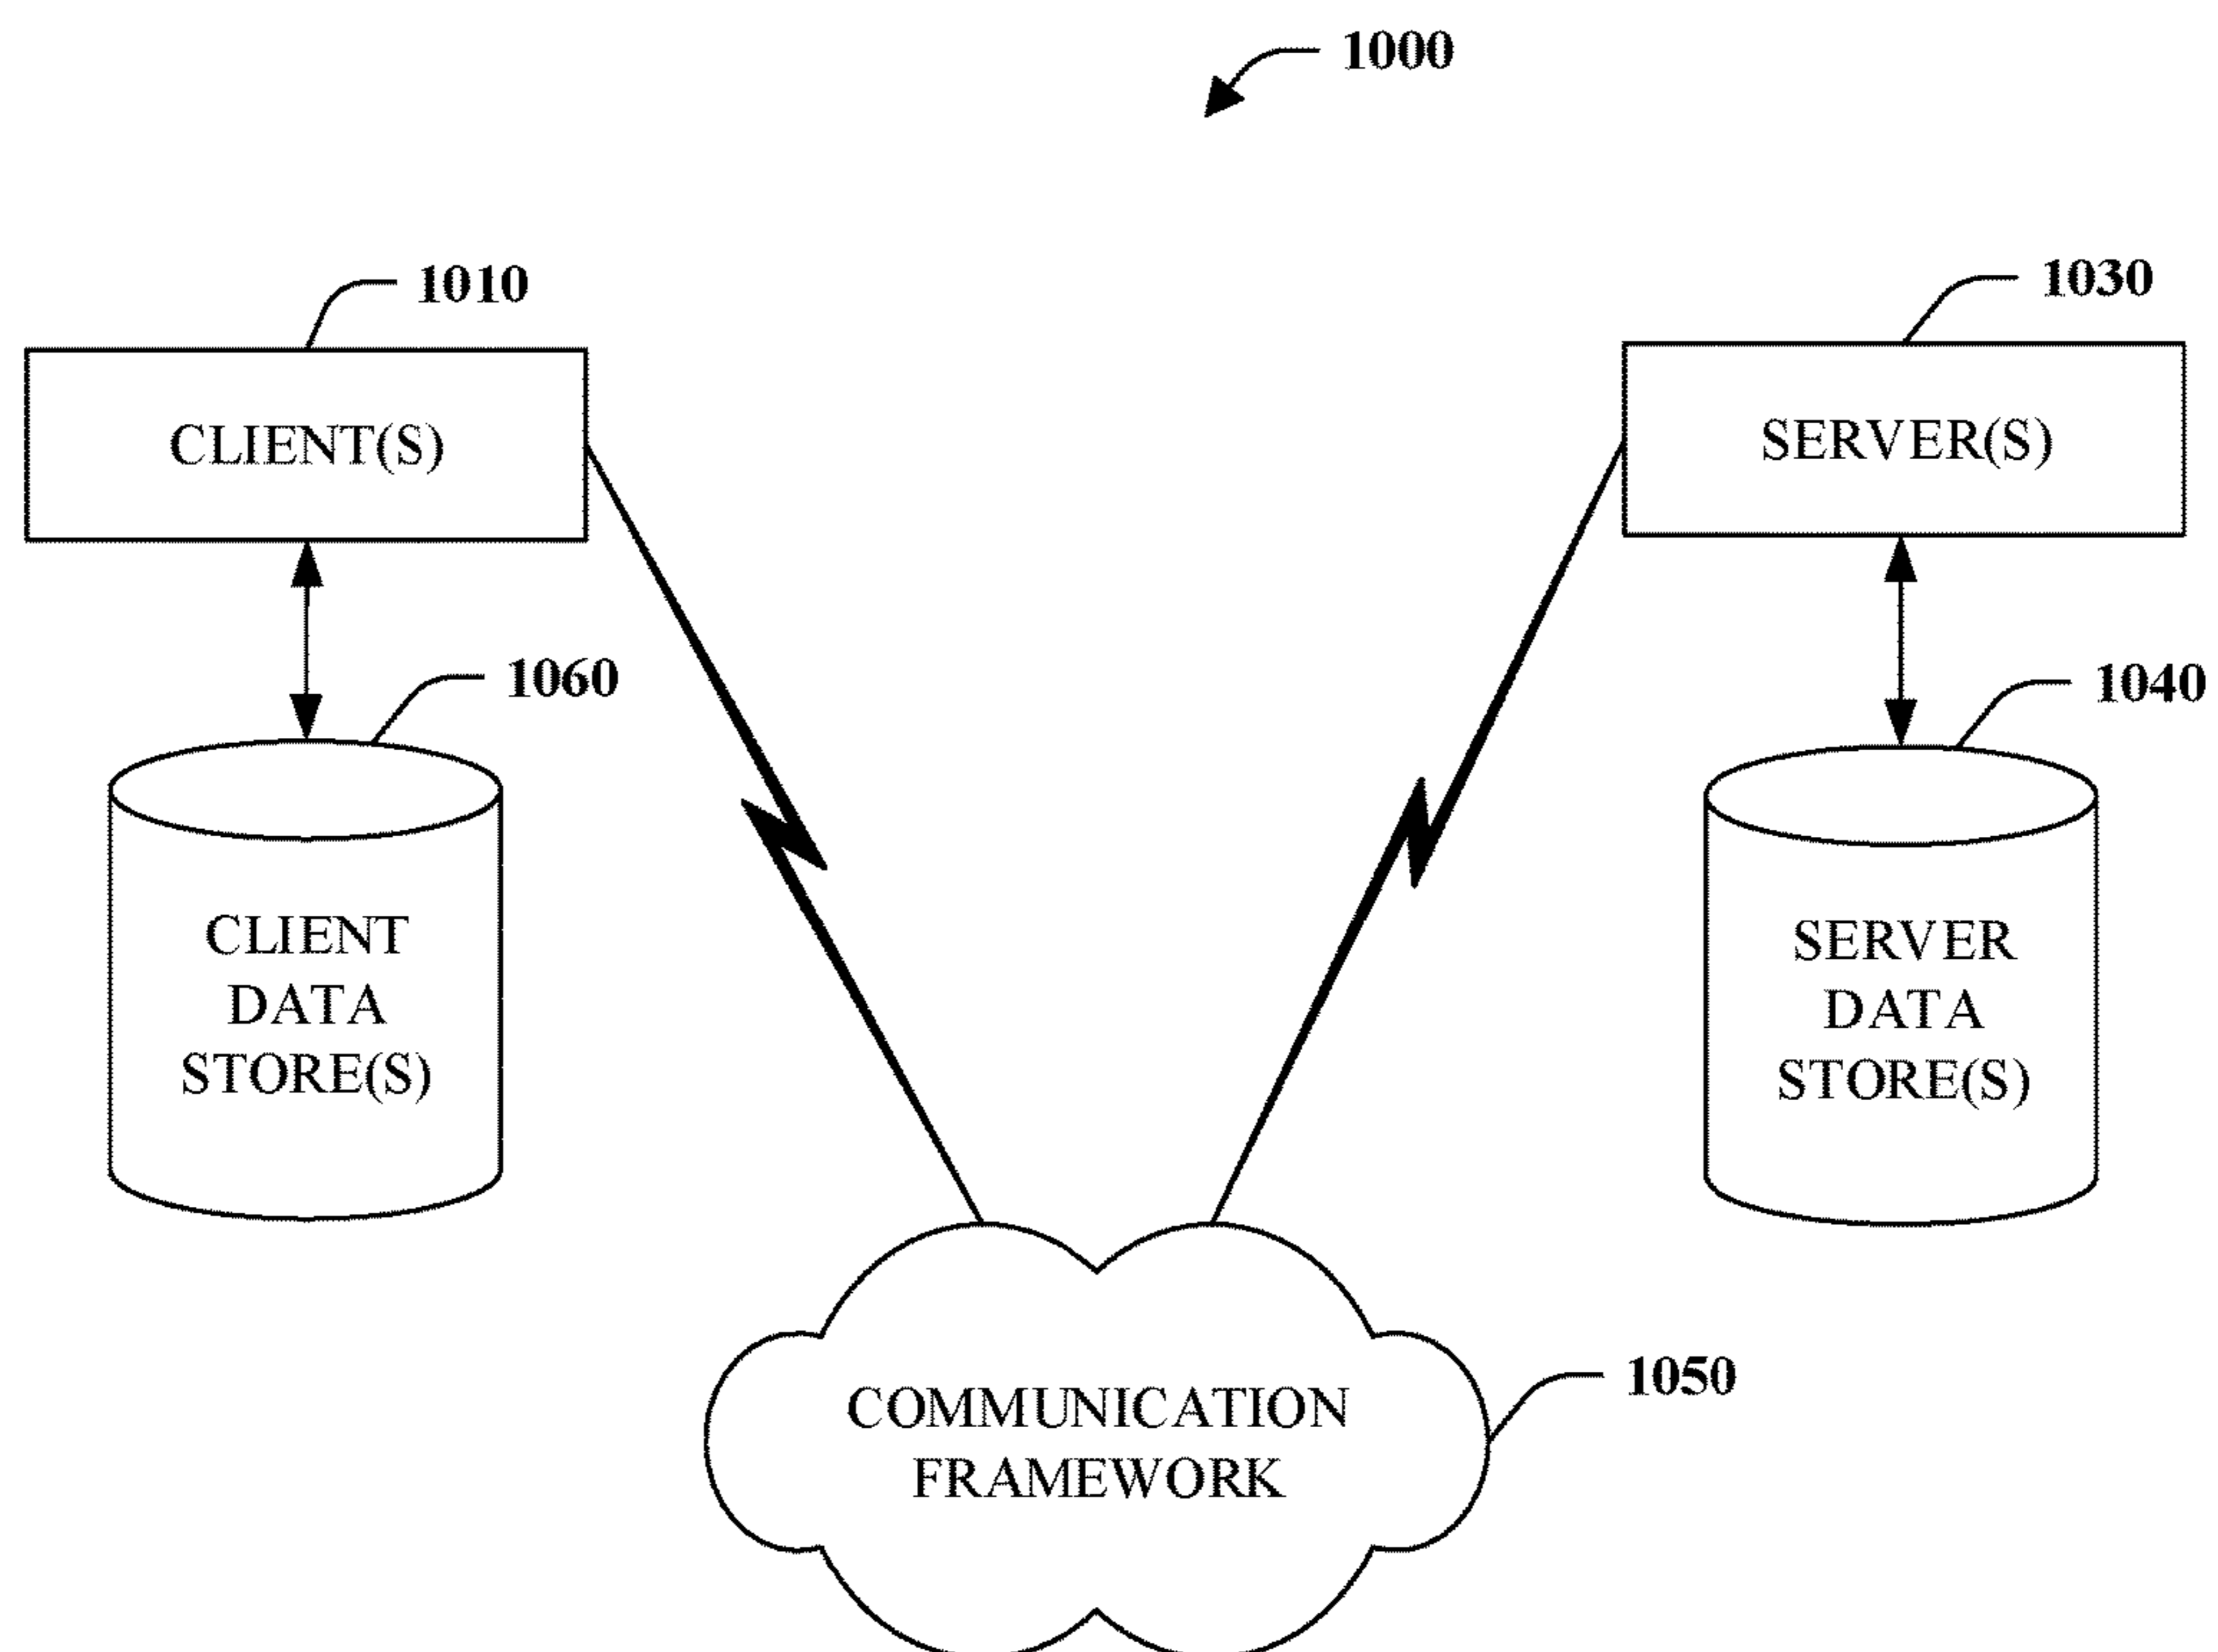 1000
1010
1030
CLIENT(S)
SERVER(S)
1060
1040
CLIENT
DATA
STORE(S)
SERVER
DATA
STORE(S)
1050
COMMUNICATION
FRAMEWORK